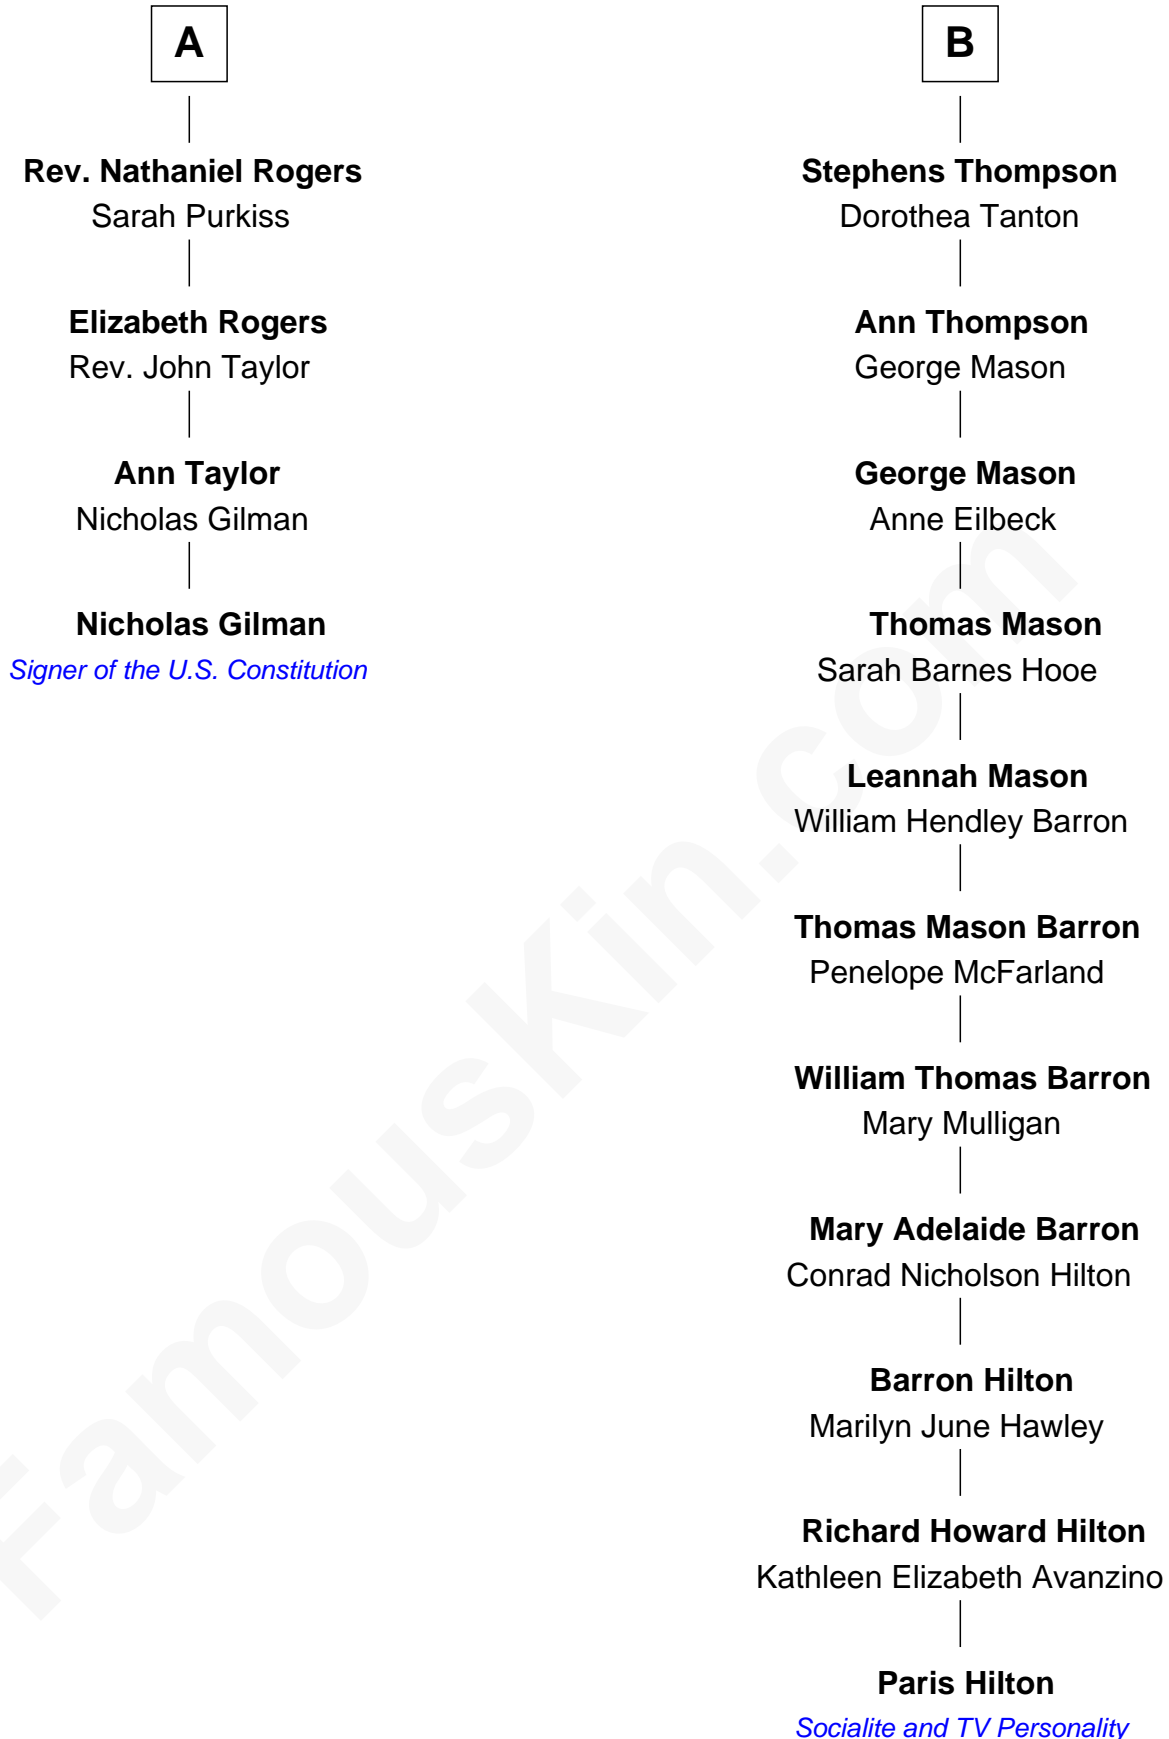 A
Rev. Nathaniel Rogers
Sarah Purkiss
Elizabeth Rogers
Rev. John Taylor
Ann Taylor
Nicholas Gilman
Nicholas Gilman
Signer of the U.S. Constitution
B
Stephens Thompson
Dorothea Tanton
Ann Thompson
George Mason
George Mason
Anne Eilbeck
Thomas Mason
Sarah Barnes Hooe
Leannah Mason
William Hendley Barron
Thomas Mason Barron
Penelope McFarland
William Thomas Barron
Mary Mulligan
Mary Adelaide Barron
Conrad Nicholson Hilton
Barron Hilton
Marilyn June Hawley
Richard Howard Hilton
Kathleen Elizabeth Avanzino
Paris Hilton
Socialite and TV Personality
FamousKin.com